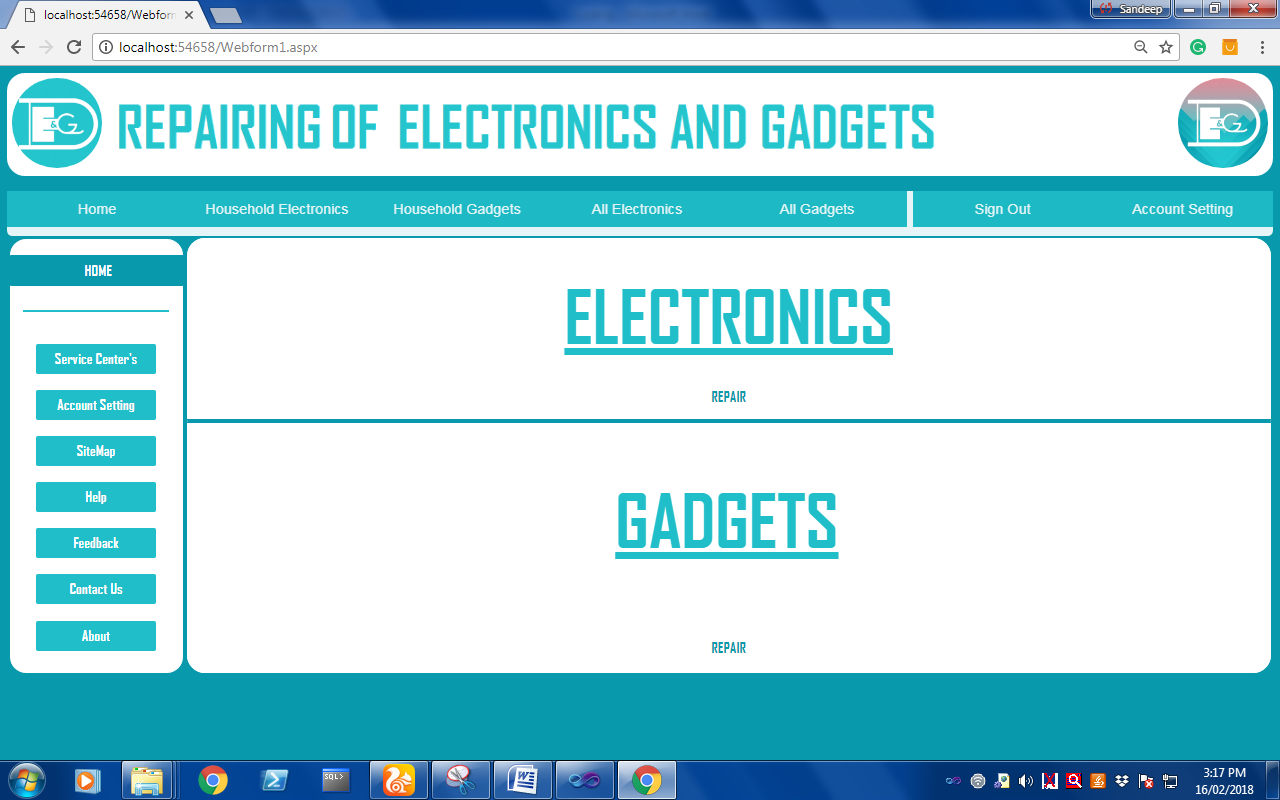 localhost:54658/Webform
Sandeep
localhost:54658/Webform1.aspx
E&G
REPAIRING OF ELECTRONICS AND GADGETS
E&G
Home Household Electronics Household Gadgets All Electronics All Gadgets Sign Out Account Setting
HOME
Service Center's
Account Setting
SiteMap
Help
Feedback
Contact Us
About
ELECTRONICS
REPAIR
GADGETS
REPAIR
SQL>
3:17 PM
16/02/2018